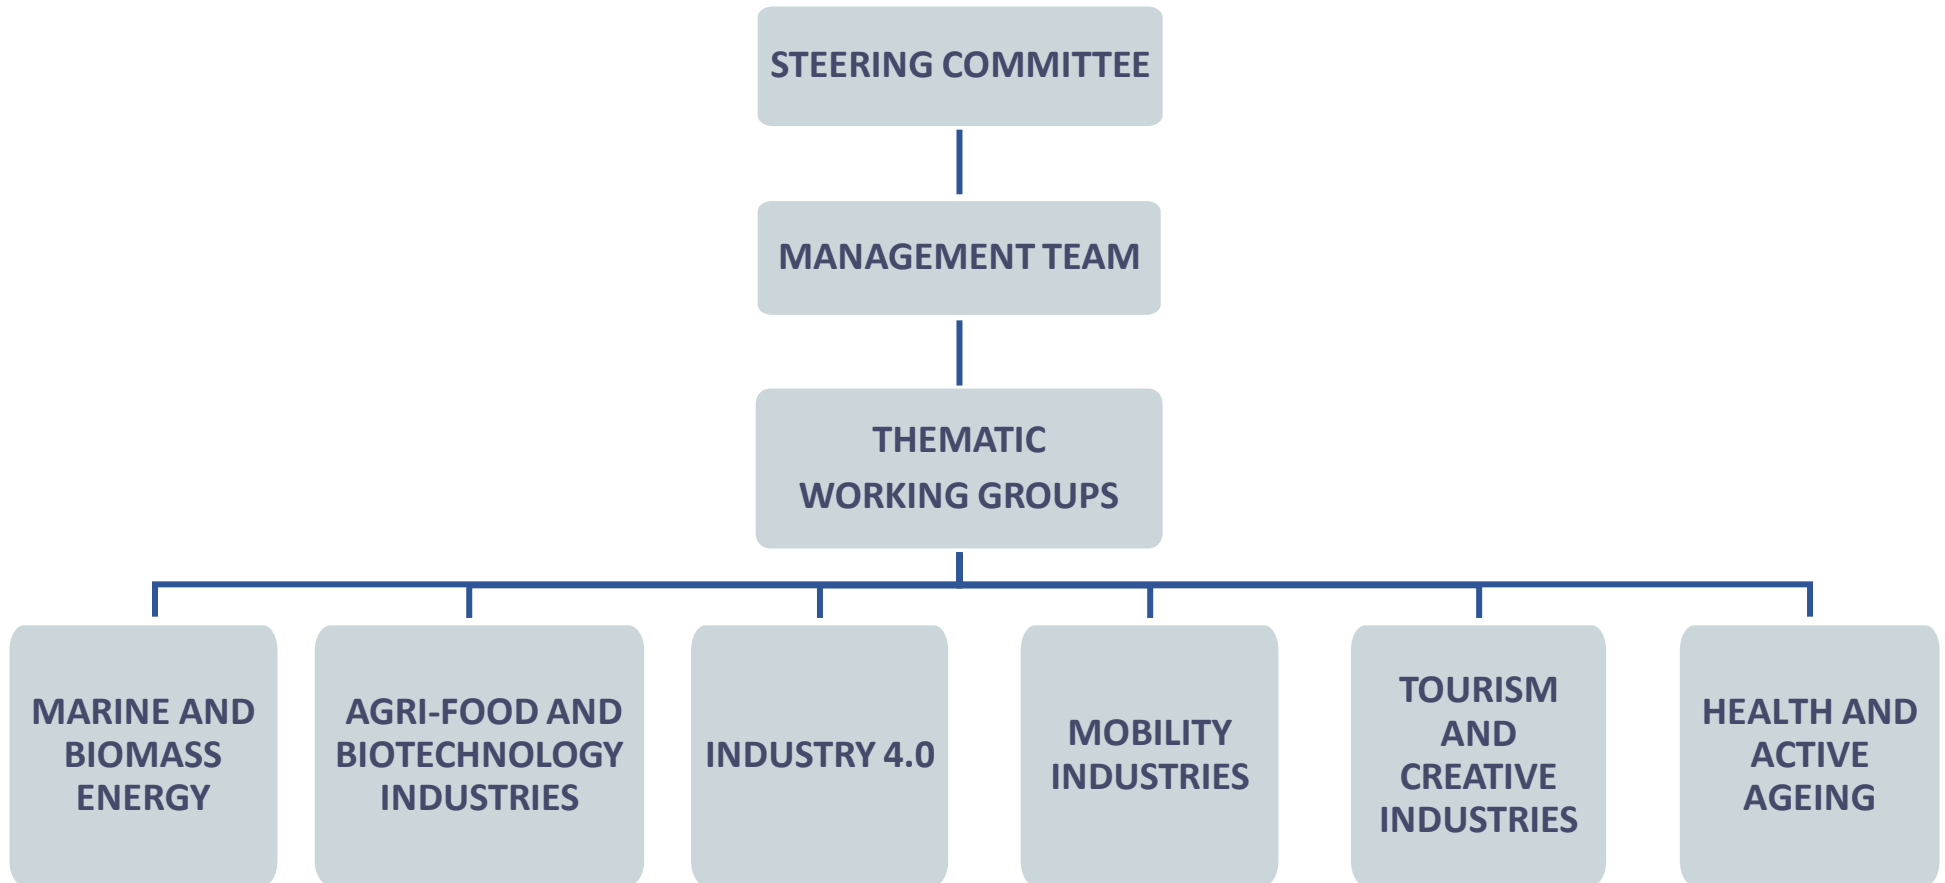 STEERING COMMITTEE
MANAGEMENT TEAM
THEMATIC
WORKING GROUPS
MARINE AND
BIOMASS
ENERGY
AGRI-FOOD AND
BIOTECHNOLOGY
INDUSTRIES
INDUSTRY 4.0
MOBILITY
INDUSTRIES
TOURISM
AND
CREATIVE
INDUSTRIES
HEALTH AND
ACTIVE
AGEING